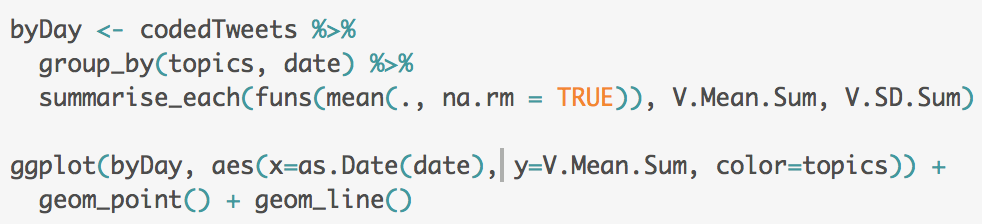 byDay <- codedTweets %>%
  group_by(topics, date) %>%
  summarise_each(funs(mean(., na.rm = TRUE)), V.Mean.Sum, V.SD.Sum)

ggplot(byDay, aes(x=as.Date(date), y=V.Mean.Sum, color=topics)) +
  geom_point() + geom_line()